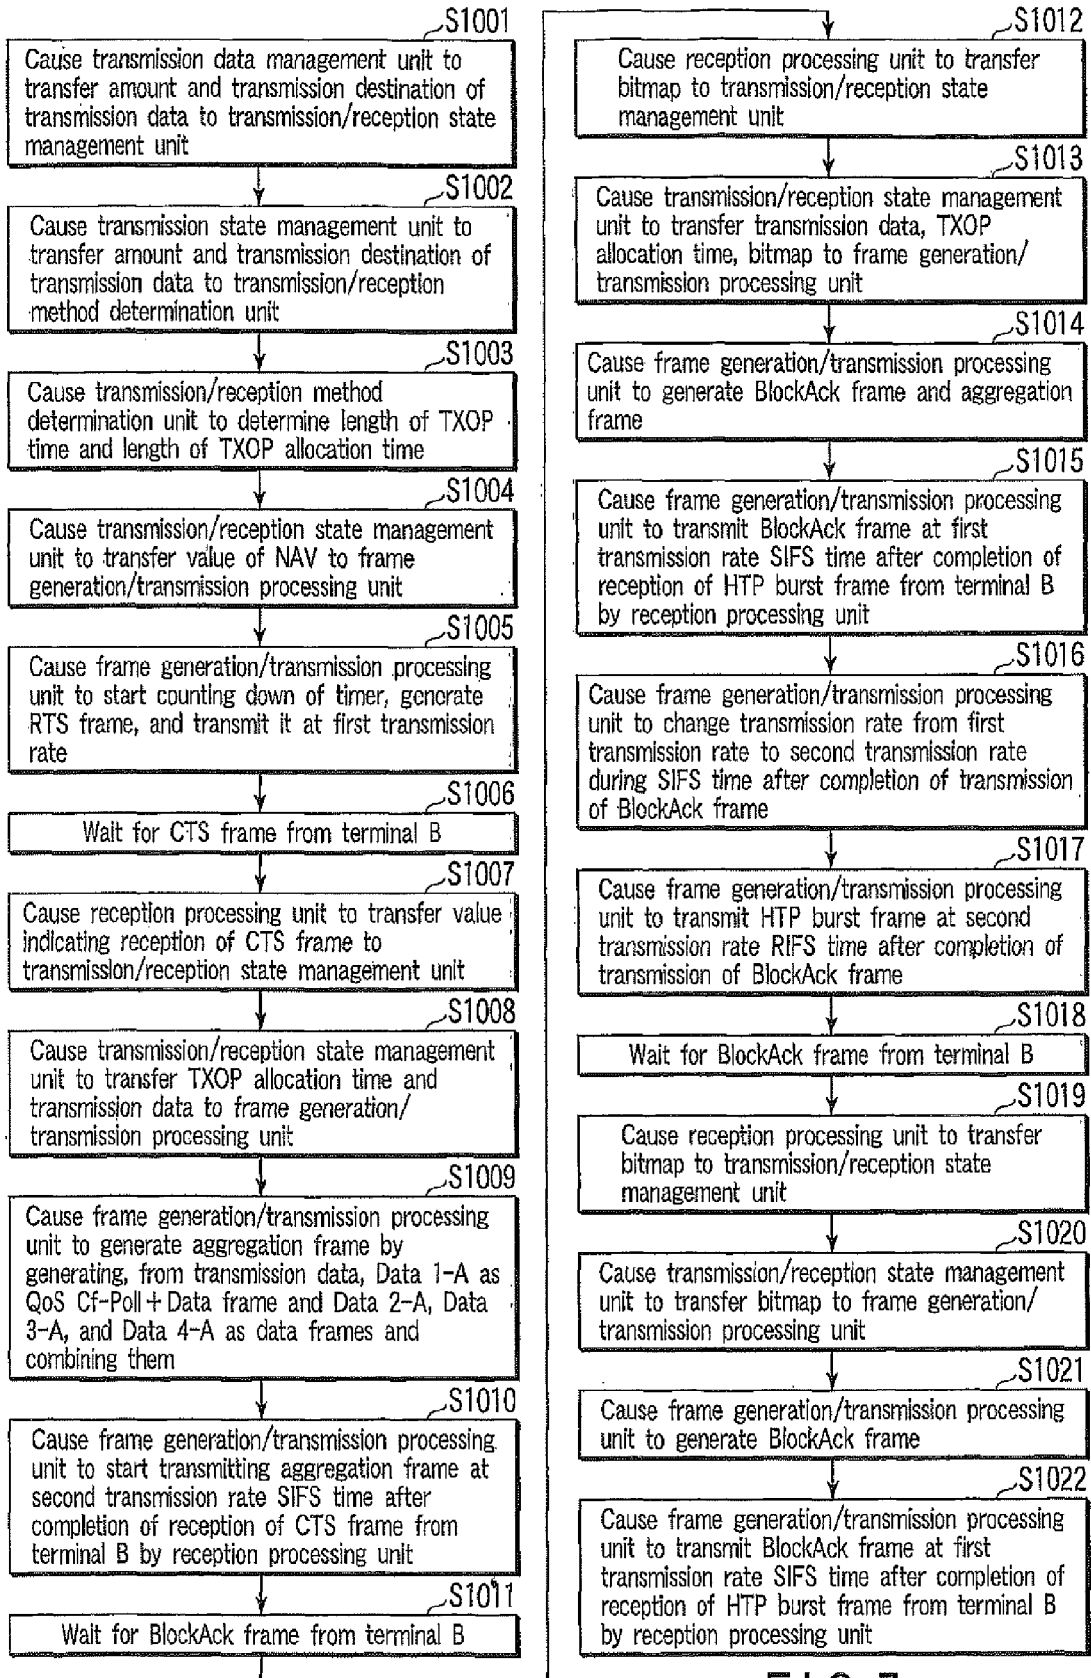 S1001
Cause transmission data management unit to
transfer amount and transmission destination of
transmission data to transmission/reception state
management unit
S1002
Cause transmission state management unit to
transfer amount and transmission destination of
transmission data to transmission/reception
method determination unit
S1003
Cause transmission/reception method
determination unit to determine length of TXOP
time and length of TXOP allocation time
S1004
Cause transmission/reception state management
unit to transfer value of NAV to frame
generation/transmission processing unit
S1005
Cause frame generation/transmission processing
unit to start counting down of timer, generate
RTS frame, and transmit it at first transmission
rate
S1006
Wait for CTS frame from terminal B
S1007
Cause reception processing unit to transfer value
indicating reception of CTS frame to
transmission/reception state management unit
S1008
Cause transmission/reception state management
unit to transfer TXOP allocation time and
transmission data to frame generation/
transmission processing unit
S1009
Cause frame generation/transmission processing
unit to generate aggregation frame by
generating, from transmission data, Data 1-A as
QoS Cf-Poll+Data frame and Data 2-A, Data
3-A, and Data 4-A as data frames and
combining them
S1010
Cause frame generation/transmission processing
unit to start transmitting aggregation frame at
second transmission rate SIFS time after
completion of reception of CTS frame from
terminal B by reception processing unit
S1011
Wait for BlockAck frame from terminal B
S1012
Cause reception processing unit to transfer
bitmap to transmission/reception state
management unit
S1013
Cause transmission/reception state management
unit to transfer transmission data, TXOP
allocation time, bitmap to frame generation/
transmission processing unit
S1014
Cause frame generation/transmission processing
unit to generate BlockAck frame and aggregation
frame
S1015
Cause frame generation/transmission processing
unit to transmit BlockAck frame at first
transmission rate SIFS time after completion of
reception of HTP burst frame from terminal B
by reception processing unit
S1016
Cause frame generation/transmission processing
unit to change transmission rate from first
transmission rate to second transmission rate
during SIFS time after completion of transmission
of BlockAck frame
S1017
Cause frame generation/transmission processing
unit to transmit HTP burst frame at second
transmission rate RIFS time after completion of
transmission of BlockAck frame
S1018
Wait for BlockAck frame from terminal B
S1019
Cause reception processing unit to transfer
bitmap to transmission/reception state
management unit
S1020
Cause transmission/reception state management
unit to transfer bitmap to frame generation/
transmission processing unit
S1021
Cause frame generation/transmission processing
unit to generate BlockAck frame
S1022
Cause frame generation/transmission processing
unit to transmit BlockAck frame at first
transmission rate SIFS time after completion of
reception of HTP burst frame from terminal B
by reception processing unit